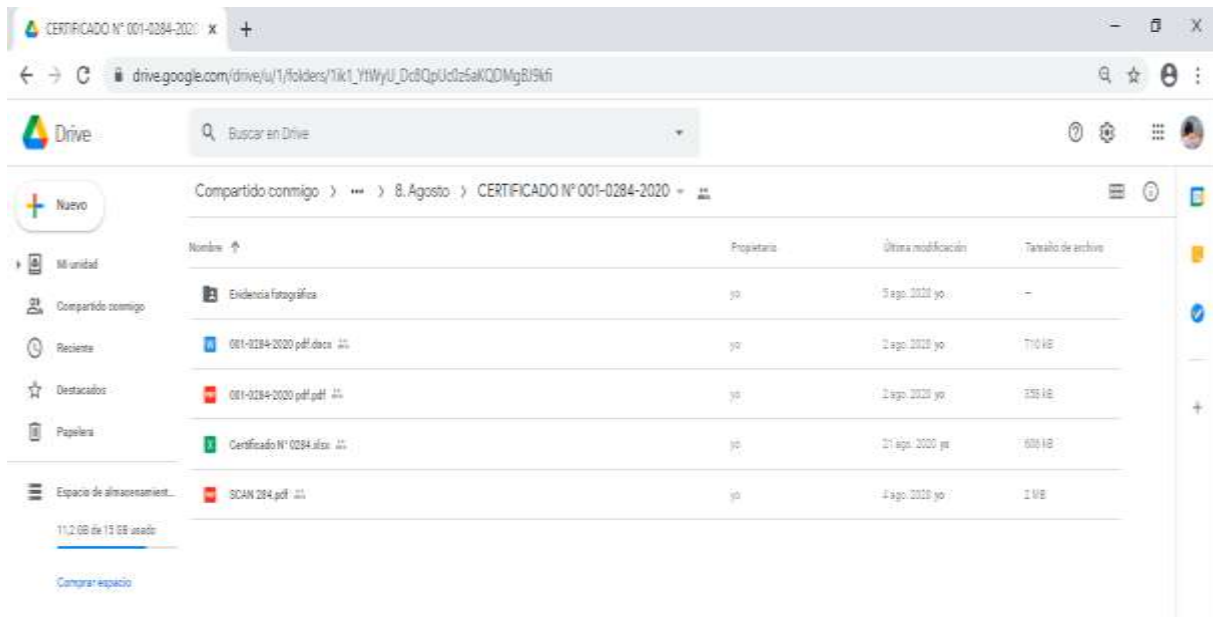 CERTIFICADO N° 001-0284-202
drive.google.com/drive/u/1/folders/
Drive
Buscar en Drive
Compartido conmigo > ••• > 8. Agosto > CERTIFICADO N° 001-0284-2020
Nuevo
Nombre Propietario Última modificación Tamaño de archivo
Mi unidad
Evidencia fotográfica yo 5 ago. 2020 yo –
Compartido conmigo
Reciente
001-0284-2020 pdf.docx yo 2 ago. 2020 yo 710 kB
Destacados
001-0284-2020 pdf.pdf yo 2 ago. 2020 yo kB
Papelera
Certificado N° 0284.xlsx yo 21 ago. 2020 yo kB
Espacio de almacenamient...
SCAN 284.pdf yo 4 ago. 2020 yo 2 MB
11,2 GB de 15 GB usado
Comprar espacio